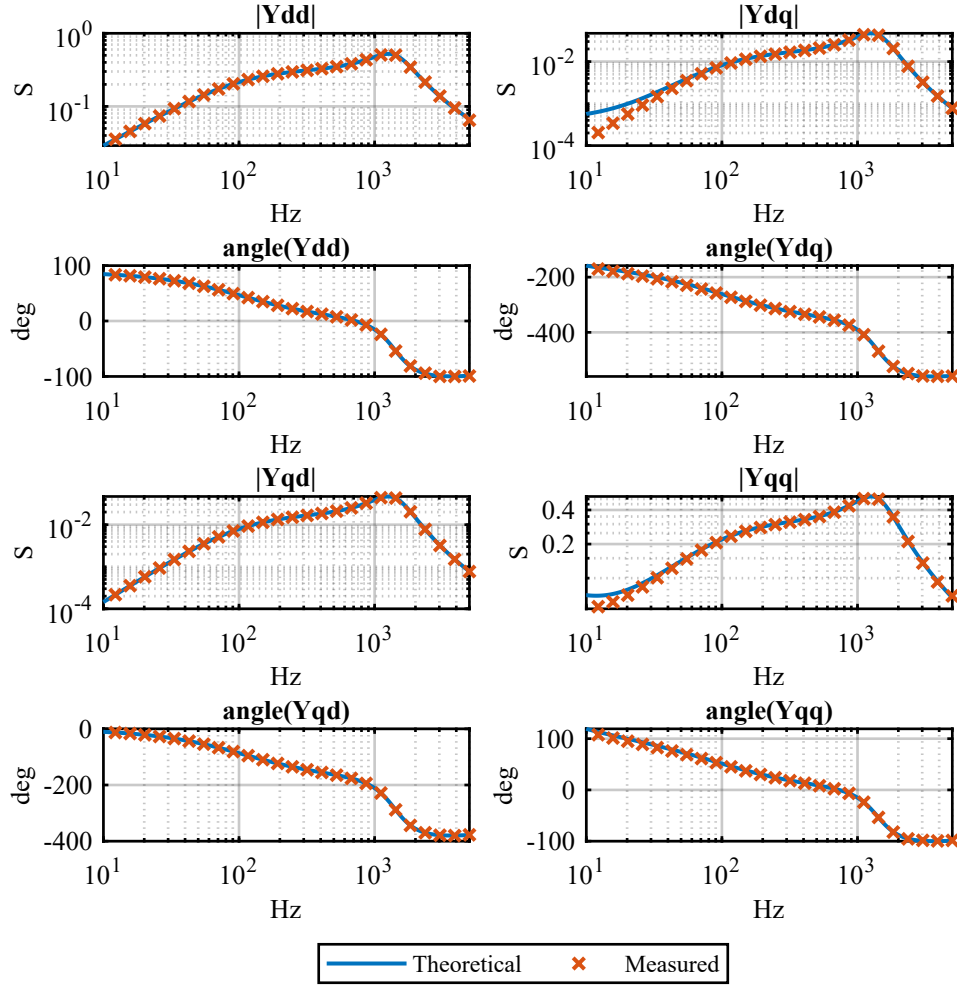 |Ydd|
|Ydq|
10^0
10^-1
S
10^1 10^2 10^3
Hz
10^-2
10^-4
S
10^1 10^2 10^3
Hz
angle(Ydd)
angle(Ydq)
100
0
-100
deg
10^1 10^2 10^3
Hz
-200
-400
deg
10^1 10^2 10^3
Hz
|Yqd|
|Yqq|
10^-2
10^-4
S
10^1 10^2 10^3
Hz
0.4
0.2
S
10^1 10^2 10^3
Hz
angle(Yqd)
angle(Yqq)
0
-200
-400
deg
10^1 10^2 10^3
Hz
100
0
-100
deg
10^1 10^2 10^3
Hz
Theoretical Measured